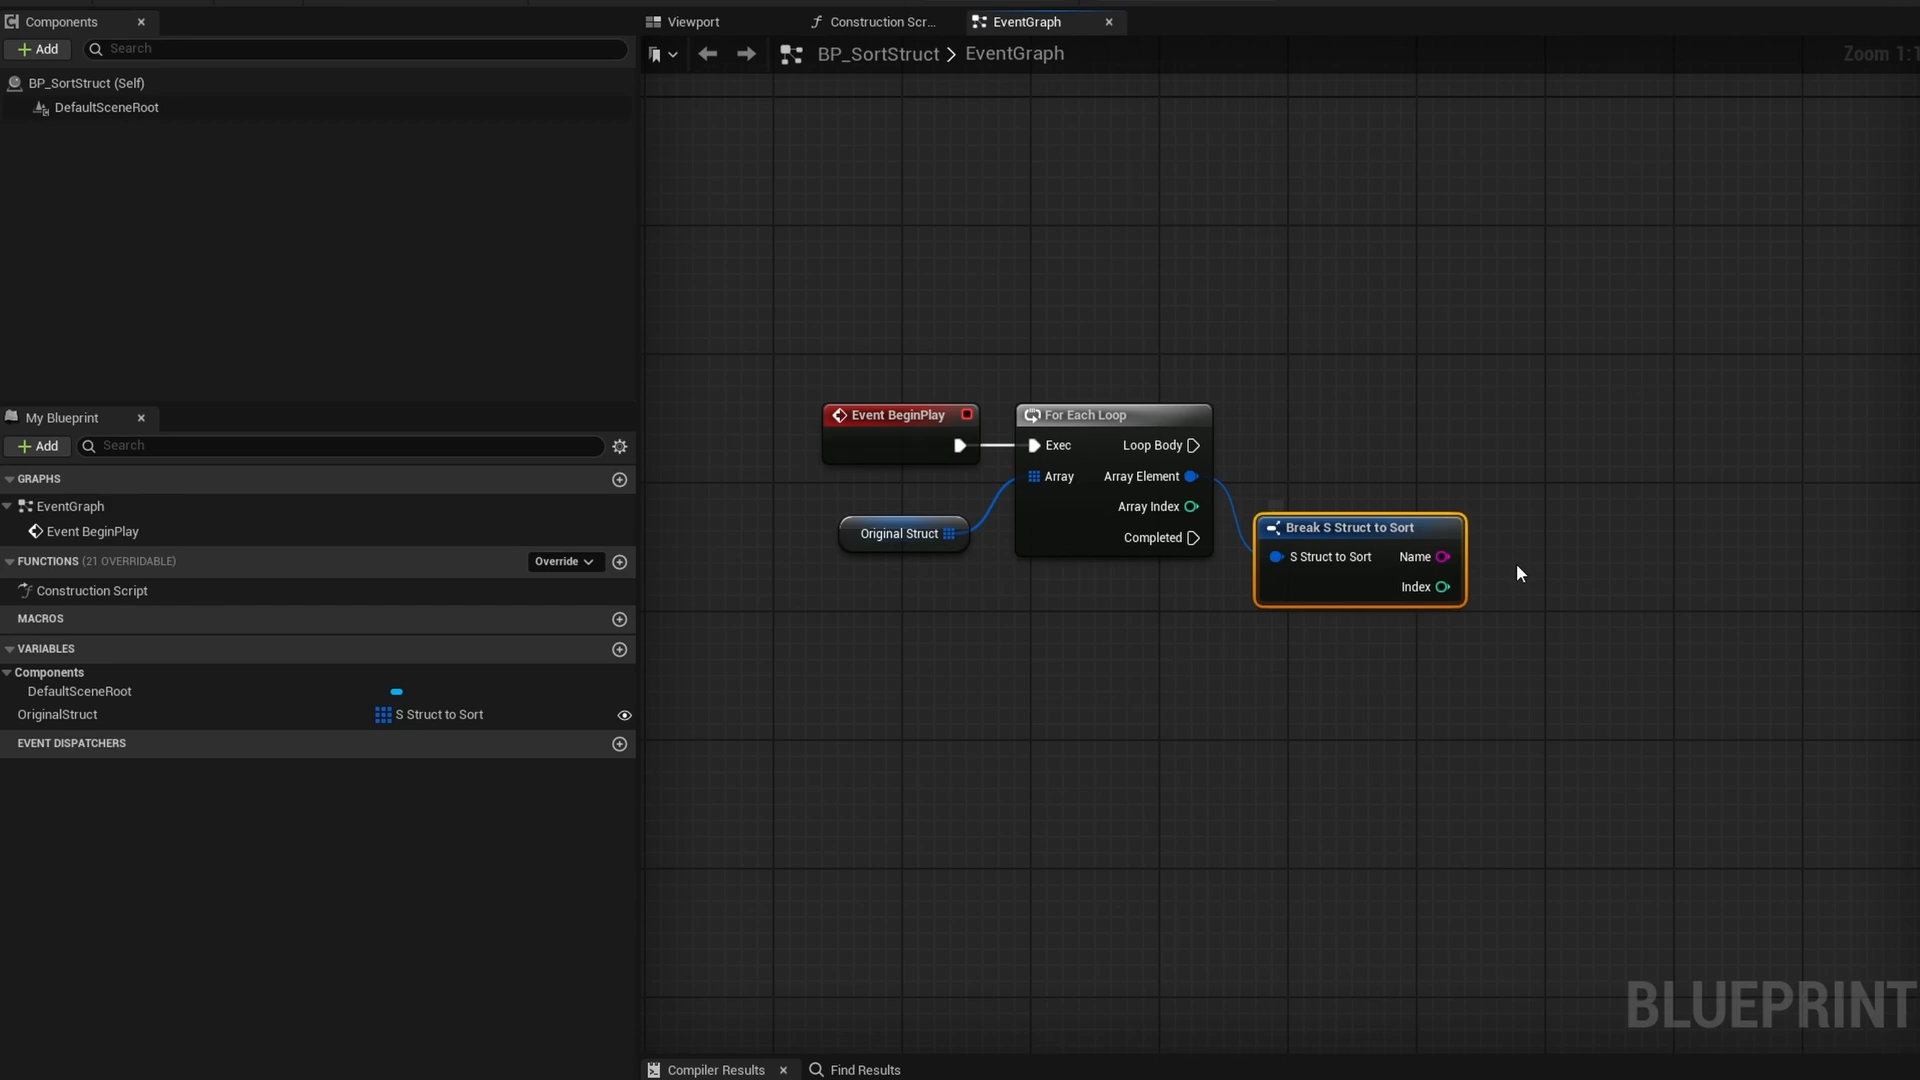 Components
Add
Search
BP_SortStruct (Self)
DefaultSceneRoot
My Blueprint
Add
Search
GRAPHS
EventGraph
Event BeginPlay
FUNCTIONS (21 OVERRIDABLE)
Override
Construction Script
MACROS
VARIABLES
Components
DefaultSceneRoot
OriginalStruct
S Struct to Sort
EVENT DISPATCHERS
Viewport
Construction Scr...
EventGraph
BP_SortStruct > EventGraph
Zoom 1:1
Event BeginPlay
For Each Loop
Exec
Loop Body
Array
Array Element
Array Index
Completed
Original Struct
Break S Struct to Sort
S Struct to Sort
Name
Index
BLUEPRINT
Compiler Results
Find Results